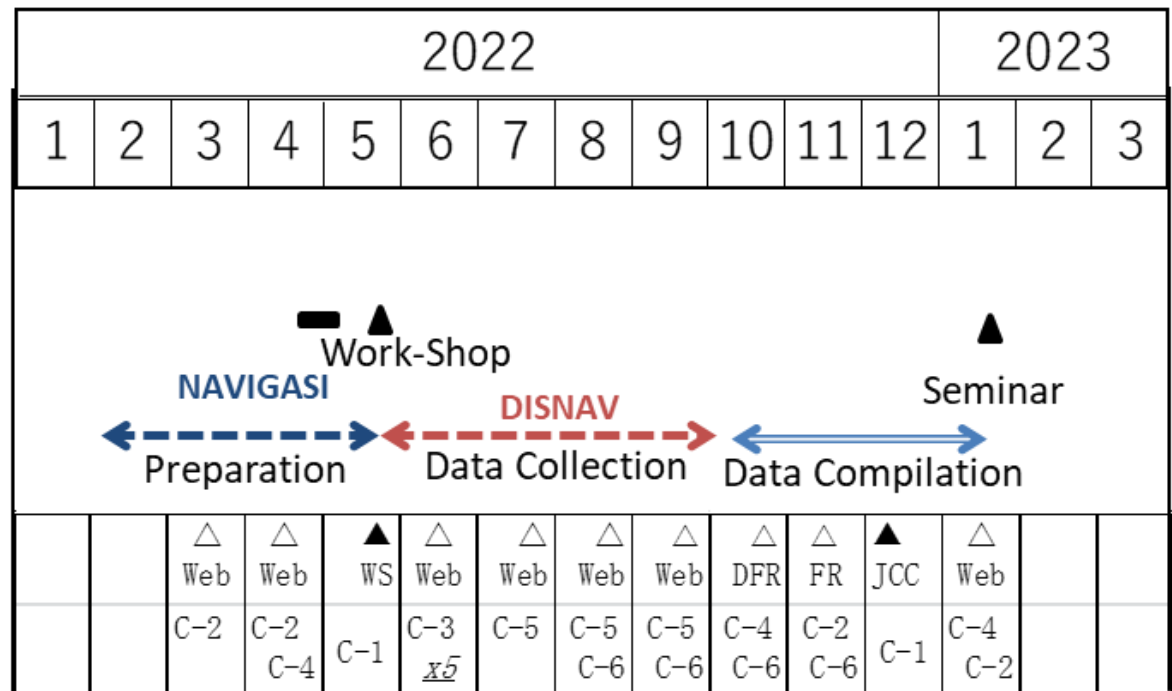 2022 2023
1 2 3 4 5 6 7 8 9 10 11 12 1 2 3
Work-Shop
NAVIGASI
Seminar
DISNAV
Preparation Data Collection Data Compilation
△ △ ▲ △ △ △ △ △ △ ▲ △
Web Web WS Web Web Web Web DFR FR JCC Web
C-2 C-2 C-1 C-3 C-5 C-5 C-5 C-4 C-2 C-1 C-4
C-4 x5 C-6 C-6 C-6 C-6 C-2